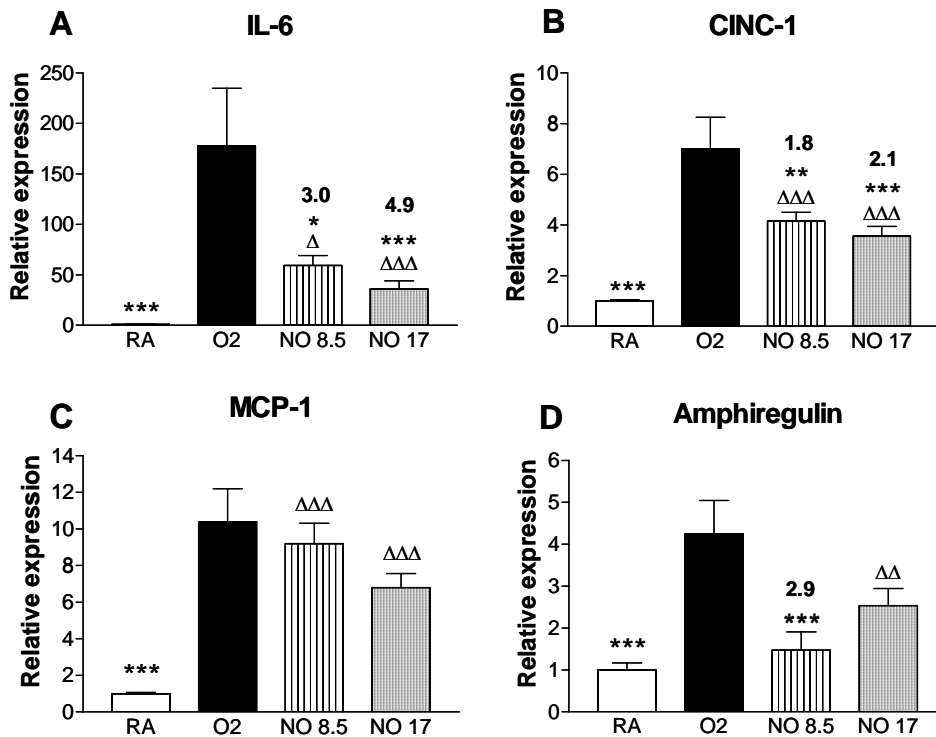 A
IL-6
Relative expression
250
200
150
100
50
0
***
3.0
*
Δ
4.9
***
ΔΔΔ
RA O2 NO 8.5 NO 17
B
CINC-1
Relative expression
10
8
6
4
2
0
***
1.8
**
ΔΔΔ
2.1
***
ΔΔΔ
RA O2 NO 8.5 NO 17
C
MCP-1
Relative expression
14
12
10
8
6
4
2
0
***
ΔΔΔ
ΔΔΔ
RA O2 NO 8.5 NO 17
D
Amphiregulin
Relative expression
6
5
4
3
2
1
0
***
2.9
***
ΔΔ
RA O2 NO 8.5 NO 17